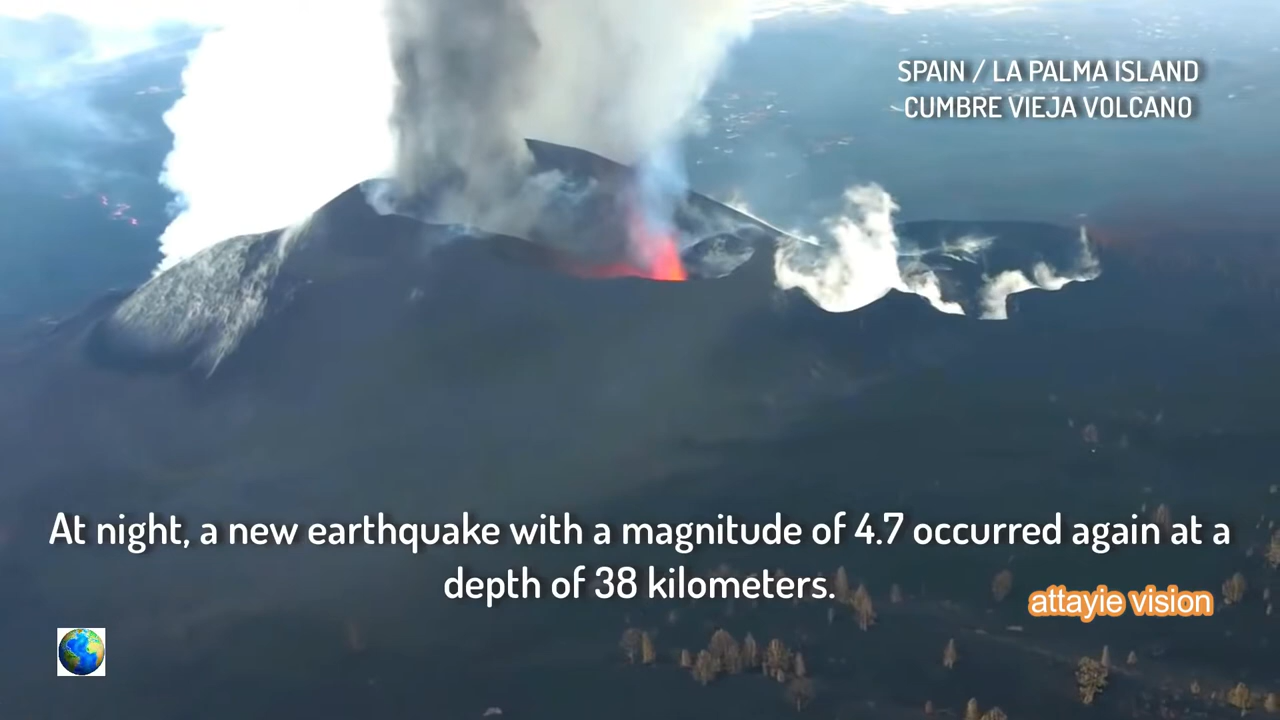 SPAIN / LA PALMA ISLAND
CUMBRE VIEJA VOLCANO
At night, a new earthquake with a magnitude of 4.7 occurred again at a
depth of 38 kilometers.
attayie vision